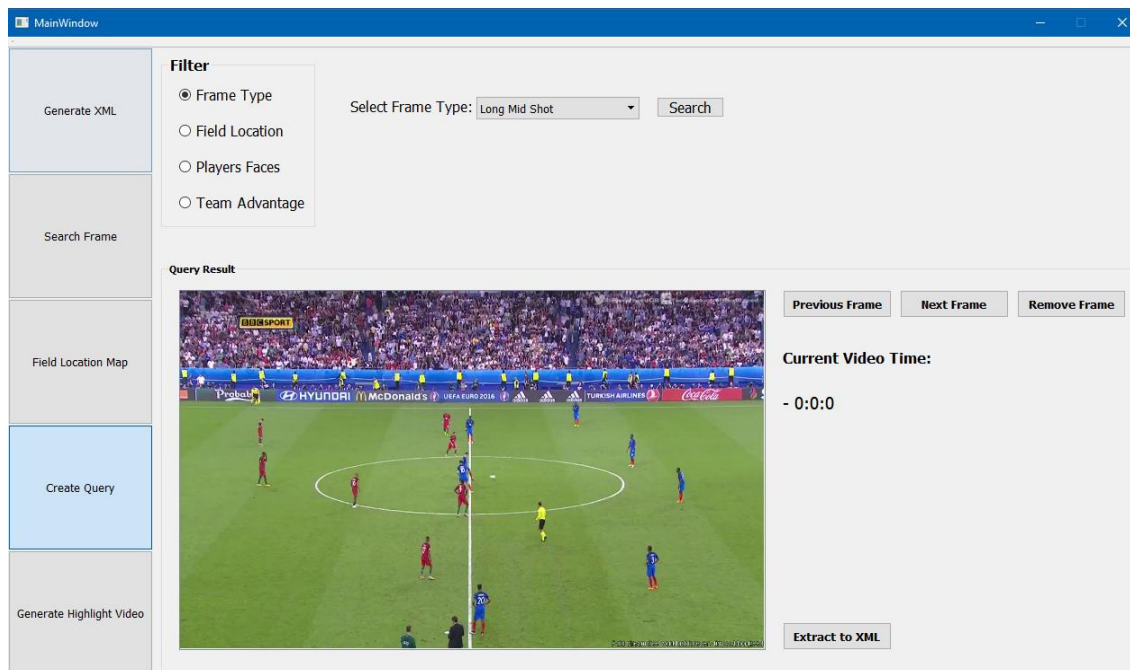 MainWindow
Generate XML
Search Frame
Field Location Map
Create Query
Generate Highlight Video
Filter
Frame Type
Field Location
Players Faces
Team Advantage
Select Frame Type: Long Mid Shot Search
Query Result
BBC SPORT
HYUNDAI McDonald's UEFA EURO 2016 adidas adidas adidas TURKISH AIRLINES Coca-Cola
20
Previous Frame Next Frame Remove Frame
Current Video Time:
- 0:0:0
Extract to XML